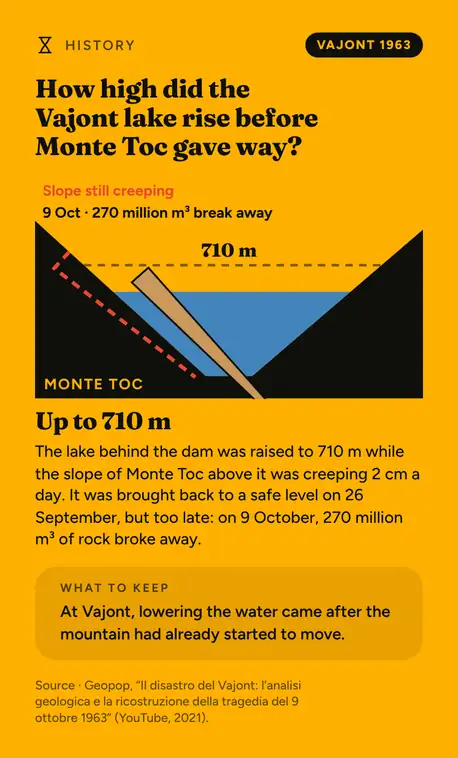 HISTORY
VAJONT 1963
How high did the
Vajont lake rise before
Monte Toc gave way?
Slope still creeping
9 Oct · 270 million m³ break away
710 m
MONTE TOC
Up to 710 m
The lake behind the dam was raised to 710 m while
the slope of Monte Toc above it was creeping 2 cm a
day. It was brought back to a safe level on 26
September, but too late: on 9 October, 270 million
m³ of rock broke away.
WHAT TO KEEP
At Vajont, lowering the water came after the
mountain had already started to move.
Source · Geopop, “Il disastro del Vajont: l’analisi
geologica e la ricostruzione della tragedia del 9
ottobre 1963” (YouTube, 2021).